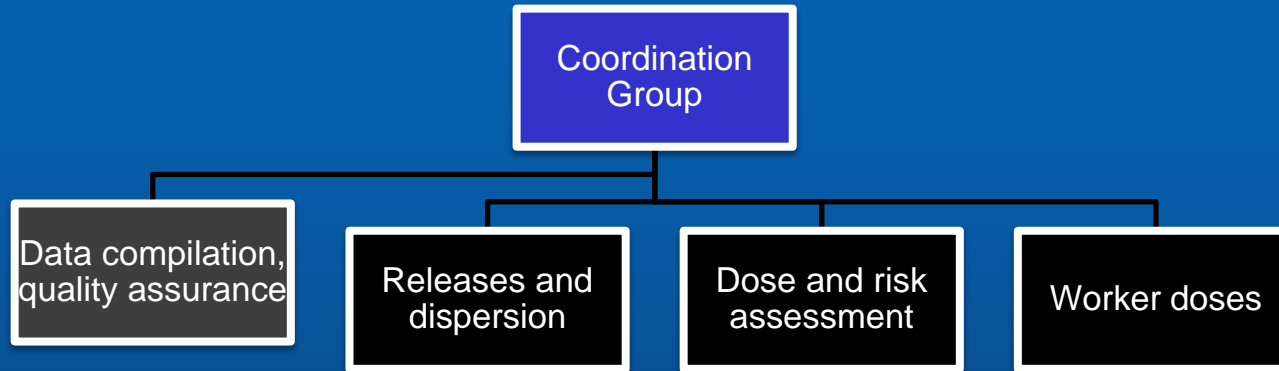 Coordination
Group
Data compilation,
quality assurance
Releases and
dispersion
Dose and risk
assessment
Worker doses